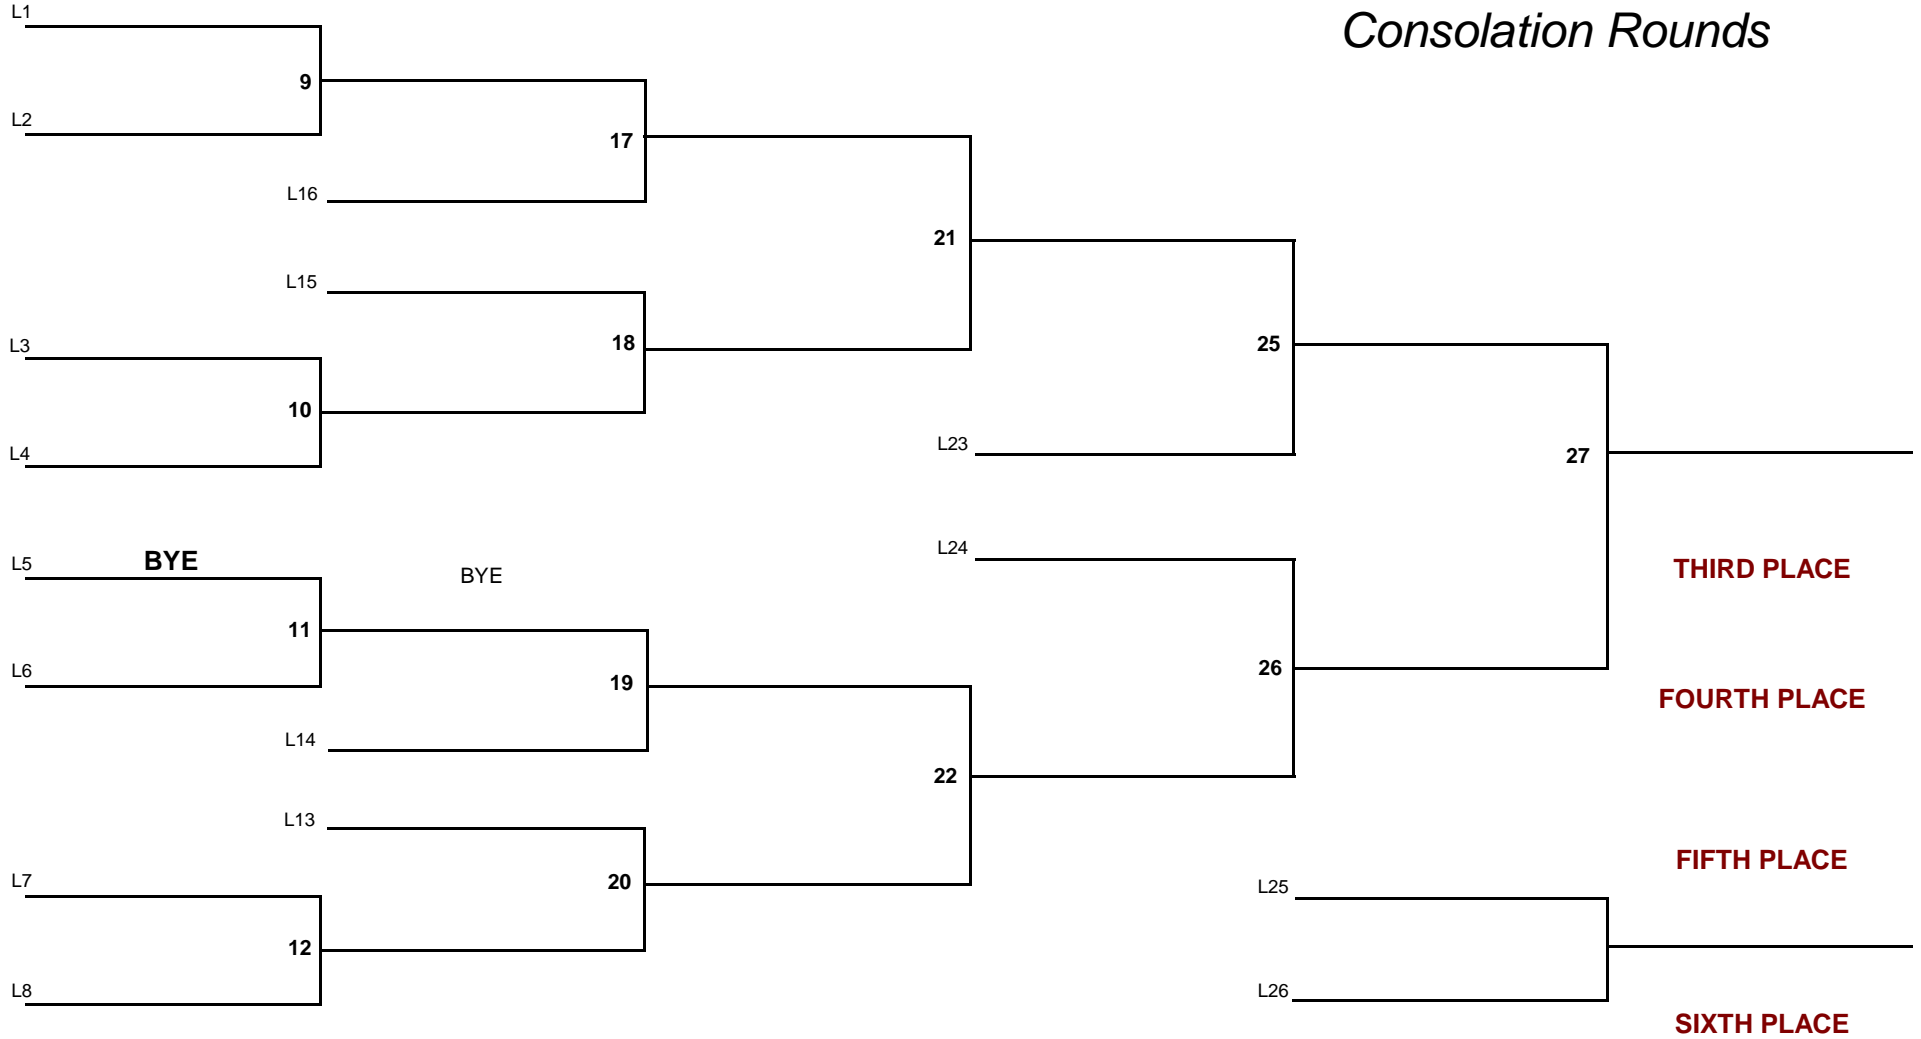 Consolation Rounds
L1
9
L2
17
L16
21
L15
18
L3
10
L4
25
L23
27
L5
BYE
BYE
L24
THIRD PLACE
11
L6
19
26
FOURTH PLACE
L14
22
L13
FIFTH PLACE
L7
20
L25
12
L8
L26
SIXTH PLACE